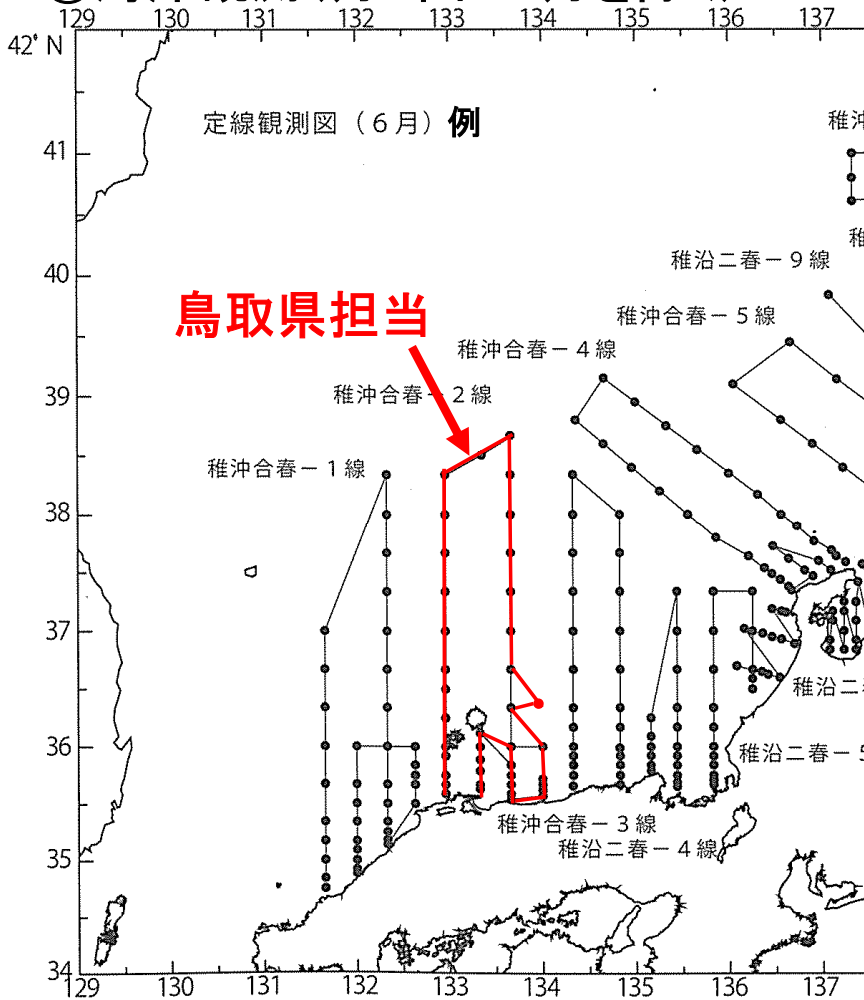 129 130 131 132 133 134 135 136 137
42° N
定線観測図（６月）例
稚沖
41
稚沿二春－９線
40
稚沖合春－５線
鳥取県担当
稚沖合春－４線
39
稚沖合春－２線
稚沖合春－１線
38
37
稚沿二
36
稚沿二春－５
稚沖合春－３線
稚沿二春－４線
35
34
129 130 131 132 133 134 135 136 137